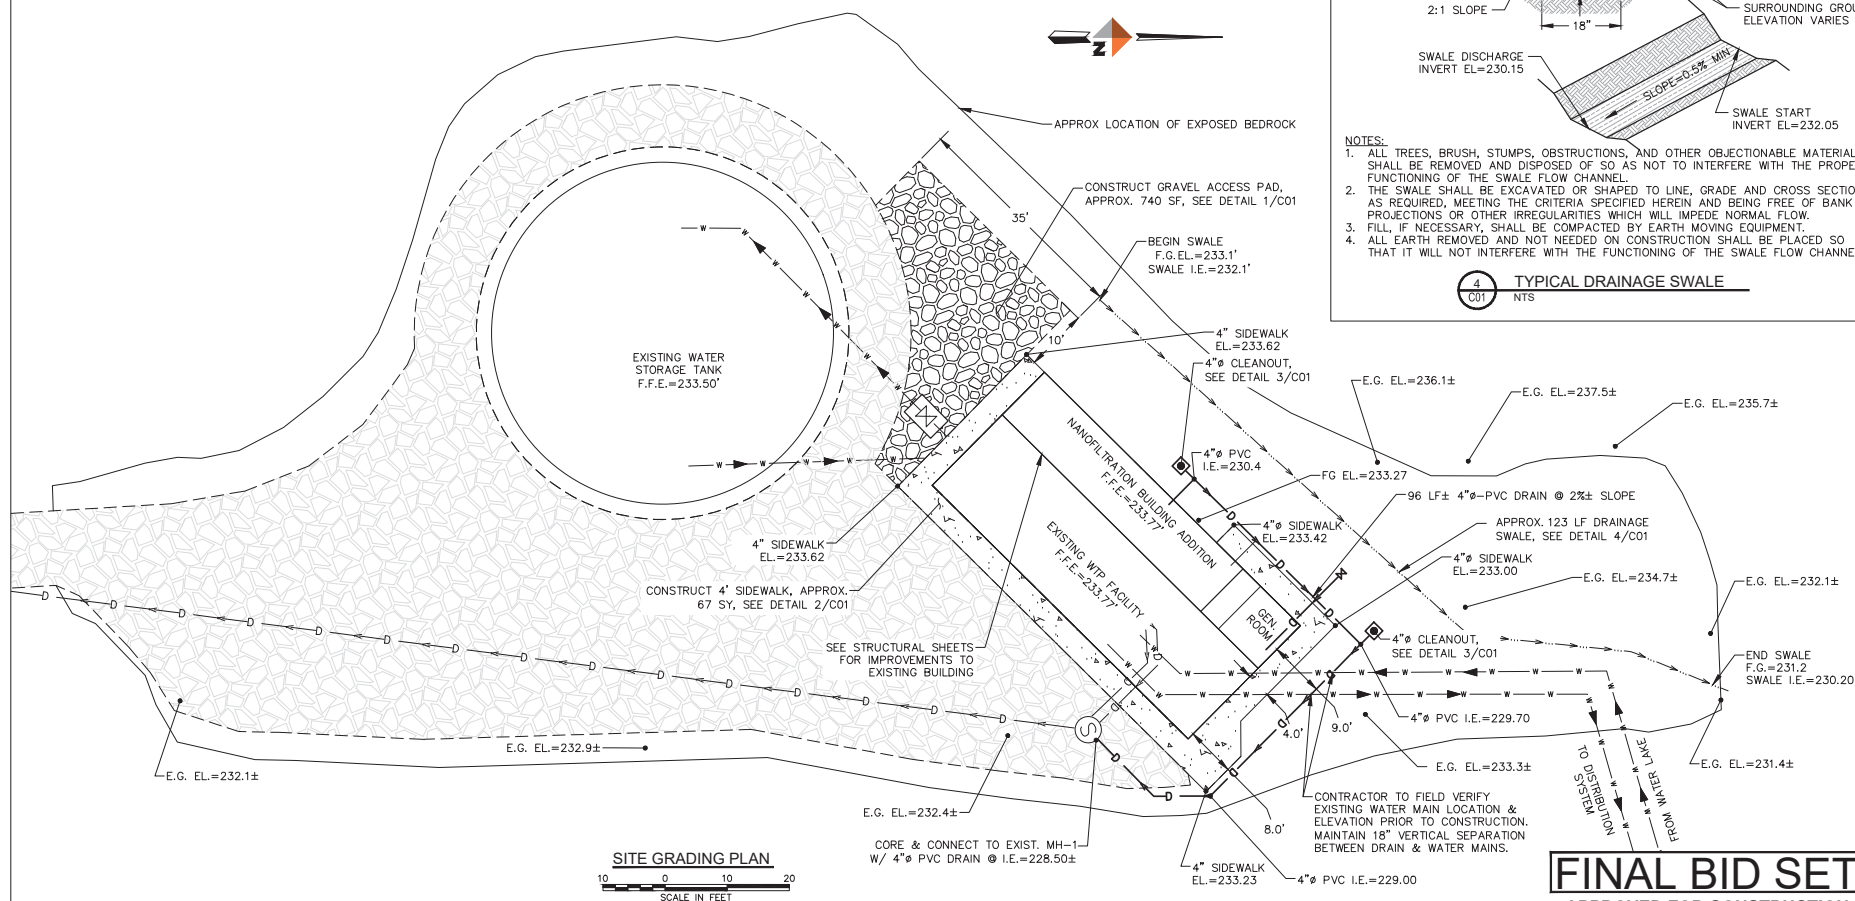 2:1 SLOPE
18"
SURROUNDING GROU
ELEVATION VARIES
SWALE DISCHARGE
INVERT EL=230.15
SLOPE=0.5% MIN
SWALE START
INVERT EL=232.05
NOTES:
1. ALL TREES, BRUSH, STUMPS, OBSTRUCTIONS, AND OTHER OBJECTIONABLE MATERIAL
SHALL BE REMOVED AND DISPOSED OF SO AS NOT TO INTERFERE WITH THE PROPE
FUNCTIONING OF THE SWALE FLOW CHANNEL.
2. THE SWALE SHALL BE EXCAVATED OR SHAPED TO LINE, GRADE AND CROSS SECTIO
AS REQUIRED, MEETING THE CRITERIA SPECIFIED HEREIN AND BEING FREE OF BANK
PROJECTIONS OR OTHER IRREGULARITIES WHICH WILL IMPEDE NORMAL FLOW.
3. FILL, IF NECESSARY, SHALL BE COMPACTED BY EARTH MOVING EQUIPMENT.
4. ALL EARTH REMOVED AND NOT NEEDED ON CONSTRUCTION SHALL BE PLACED SO
THAT IT WILL NOT INTERFERE WITH THE FUNCTIONING OF THE SWALE FLOW CHANNE
4
C01
TYPICAL DRAINAGE SWALE
NTS
N
APPROX LOCATION OF EXPOSED BEDROCK
CONSTRUCT GRAVEL ACCESS PAD,
APPROX. 740 SF, SEE DETAIL 1/C01
35'
BEGIN SWALE
F.G.EL.=233.1'
SWALE I.E.=232.1'
10'
4" SIDEWALK
EL.=233.62
4"ø CLEANOUT,
SEE DETAIL 3/C01
EXISTING WATER
STORAGE TANK
F.F.E.=233.50'
E.G. EL.=236.1±
E.G. EL.=237.5±
E.G. EL.=235.7±
NANOFILTRATION BUILDING ADDITION
F.F.E.=233.77'
4"ø PVC
I.E.=230.4
FG EL.=233.27
96 LF± 4"ø-PVC DRAIN @ 2%± SLOPE
4"ø SIDEWALK
EL.=233.42
APPROX. 123 LF DRAINAGE
SWALE, SEE DETAIL 4/C01
4"ø SIDEWALK
EL.=233.00
4" SIDEWALK
EL.=233.62
EXISTING WTP FACILITY
F.F.E.=233.77'
CONSTRUCT 4' SIDEWALK, APPROX.
67 SY, SEE DETAIL 2/C01
E.G. EL.=234.7±
E.G. EL.=232.1±
GEN.
ROOM
4"ø CLEANOUT,
SEE DETAIL 3/C01
SEE STRUCTURAL SHEETS
FOR IMPROVEMENTS TO
EXISTING BUILDING
END SWALE
F.G.=231.2
SWALE I.E.=230.20
4"ø PVC I.E.=229.70
9.0'
4.0'
S
E.G. EL.=232.9±
E.G. EL.=232.1±
E.G. EL.=233.3±
E.G. EL.=231.4±
TO DISTRIBUTION
SYSTEM
FROM WATER LAKE
E.G. EL.=232.4±
CONTRACTOR TO FIELD VERIFY
EXISTING WATER MAIN LOCATION &
ELEVATION PRIOR TO CONSTRUCTION.
MAINTAIN 18" VERTICAL SEPARATION
BETWEEN DRAIN & WATER MAINS.
8.0'
CORE & CONNECT TO EXIST. MH-1
W/ 4"ø PVC DRAIN @ I.E.=228.50±
4" SIDEWALK
EL.=233.23
4"ø PVC I.E.=229.00
SITE GRADING PLAN
10 0 10 20
SCALE IN FEET
FINAL BID SET